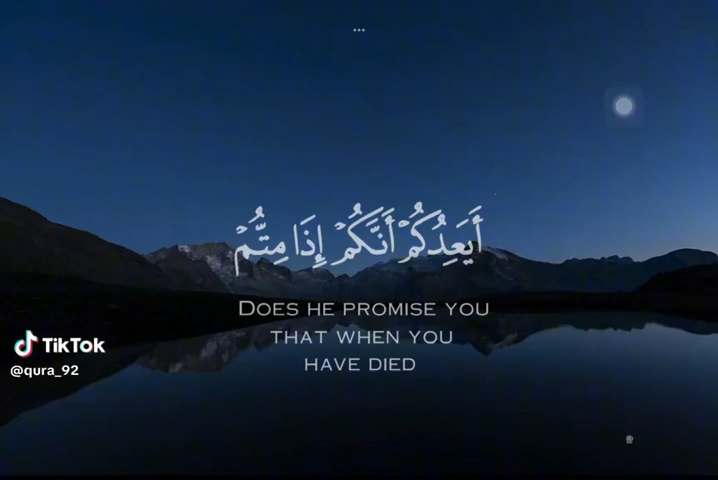 أَيَعِدُكُمْ أَنَّكُمْ إِذَا مِتُّمْ
DOES HE PROMISE YOU
THAT WHEN YOU
HAVE DIED
TikTok
@qura_92